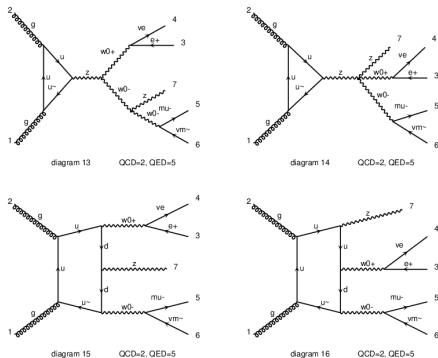 2
g
u
u
u~
g
1
z
w0+
ve
4
e+
3
w0-
z
7
w0-
mu-
5
vm~
6
diagram 13 QCD=2, QED=5
2
g
u
u
u~
g
1
z
z
7
ve
4
w0+
e+
3
w0-
mu-
5
vm~
6
diagram 14 QCD=2, QED=5
2
g
u
u
u~
g
1
w0+
ve
4
e+
3
d
z
7
d
w0-
mu-
5
vm~
6
diagram 15 QCD=2, QED=5
2
g
u
u
u~
g
1
z
7
u
ve
4
w0+
e+
3
d
w0-
mu-
5
vm~
6
diagram 16 QCD=2, QED=5